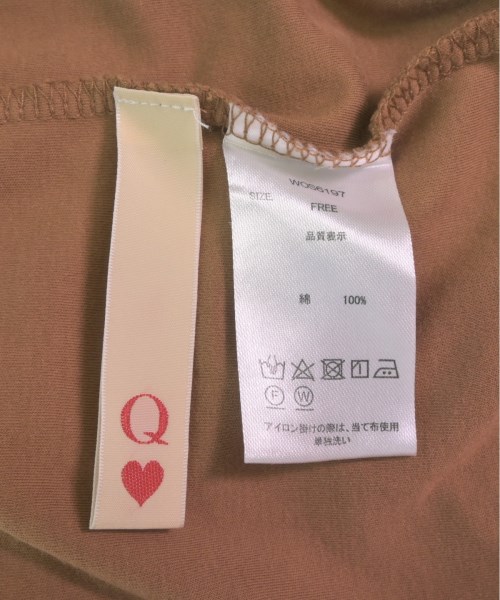 Q
WOS6197
SIZE. FREE
品質表示
綿 100%
F W
アイロン掛けの際は、当て布使用
単独洗い